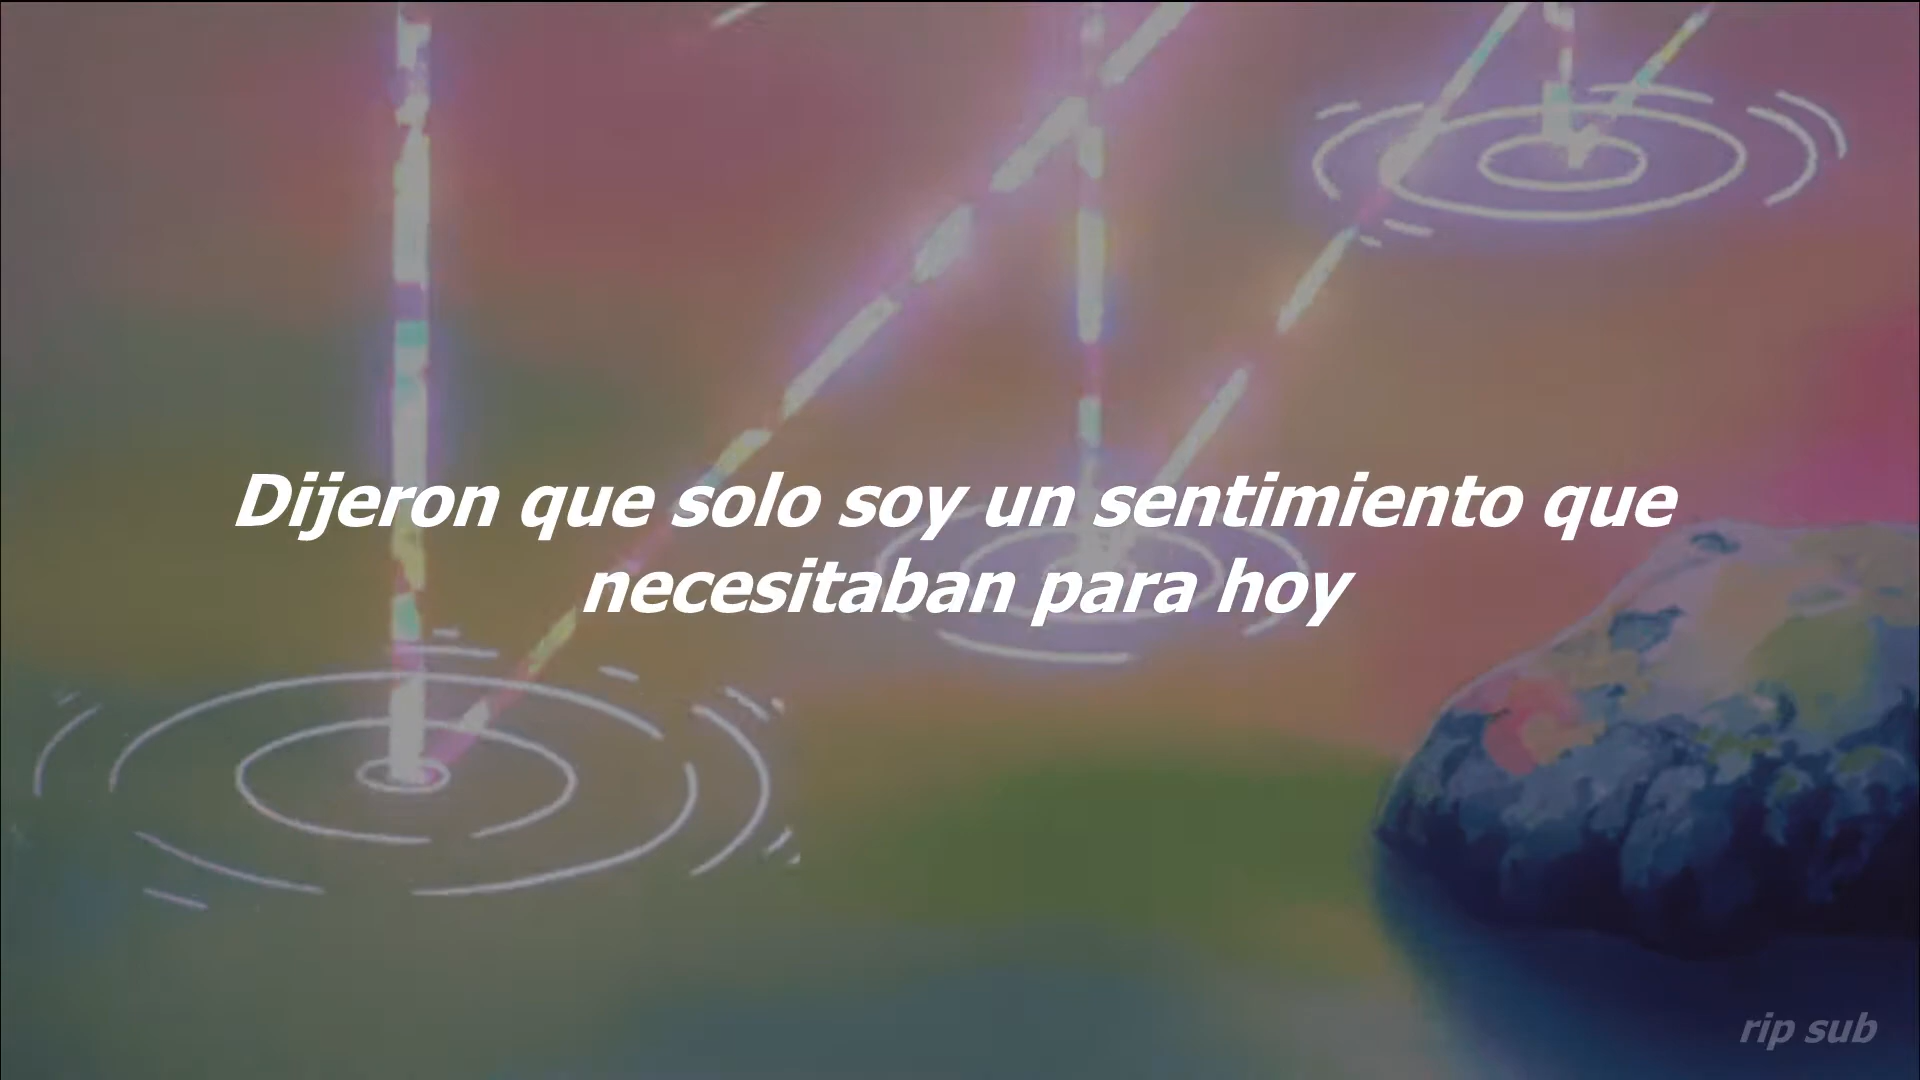 Dijeron que solo soy un sentimiento que
necesitaban para hoy
rip sub